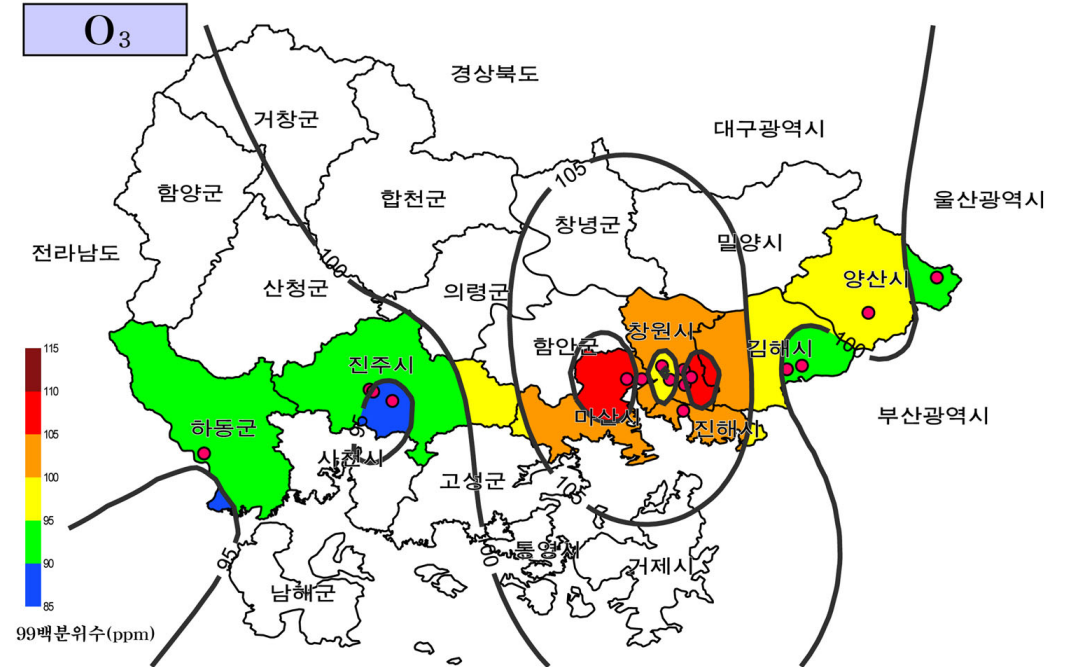 O₃
경상북도
거창군
대구광역시
105
함양군
합천군
창녕군
울산광역시
밀양시
전라남도
100
양산시
산청군
의령군
창원시
함안군
김해시
100
115
진주시
110
105
마산시
부산광역시
하동군
95
진해시
100
사천시
고성군
105
95
통영시
100
90
95
거제시
85
남해군
99백분위수(ppm)